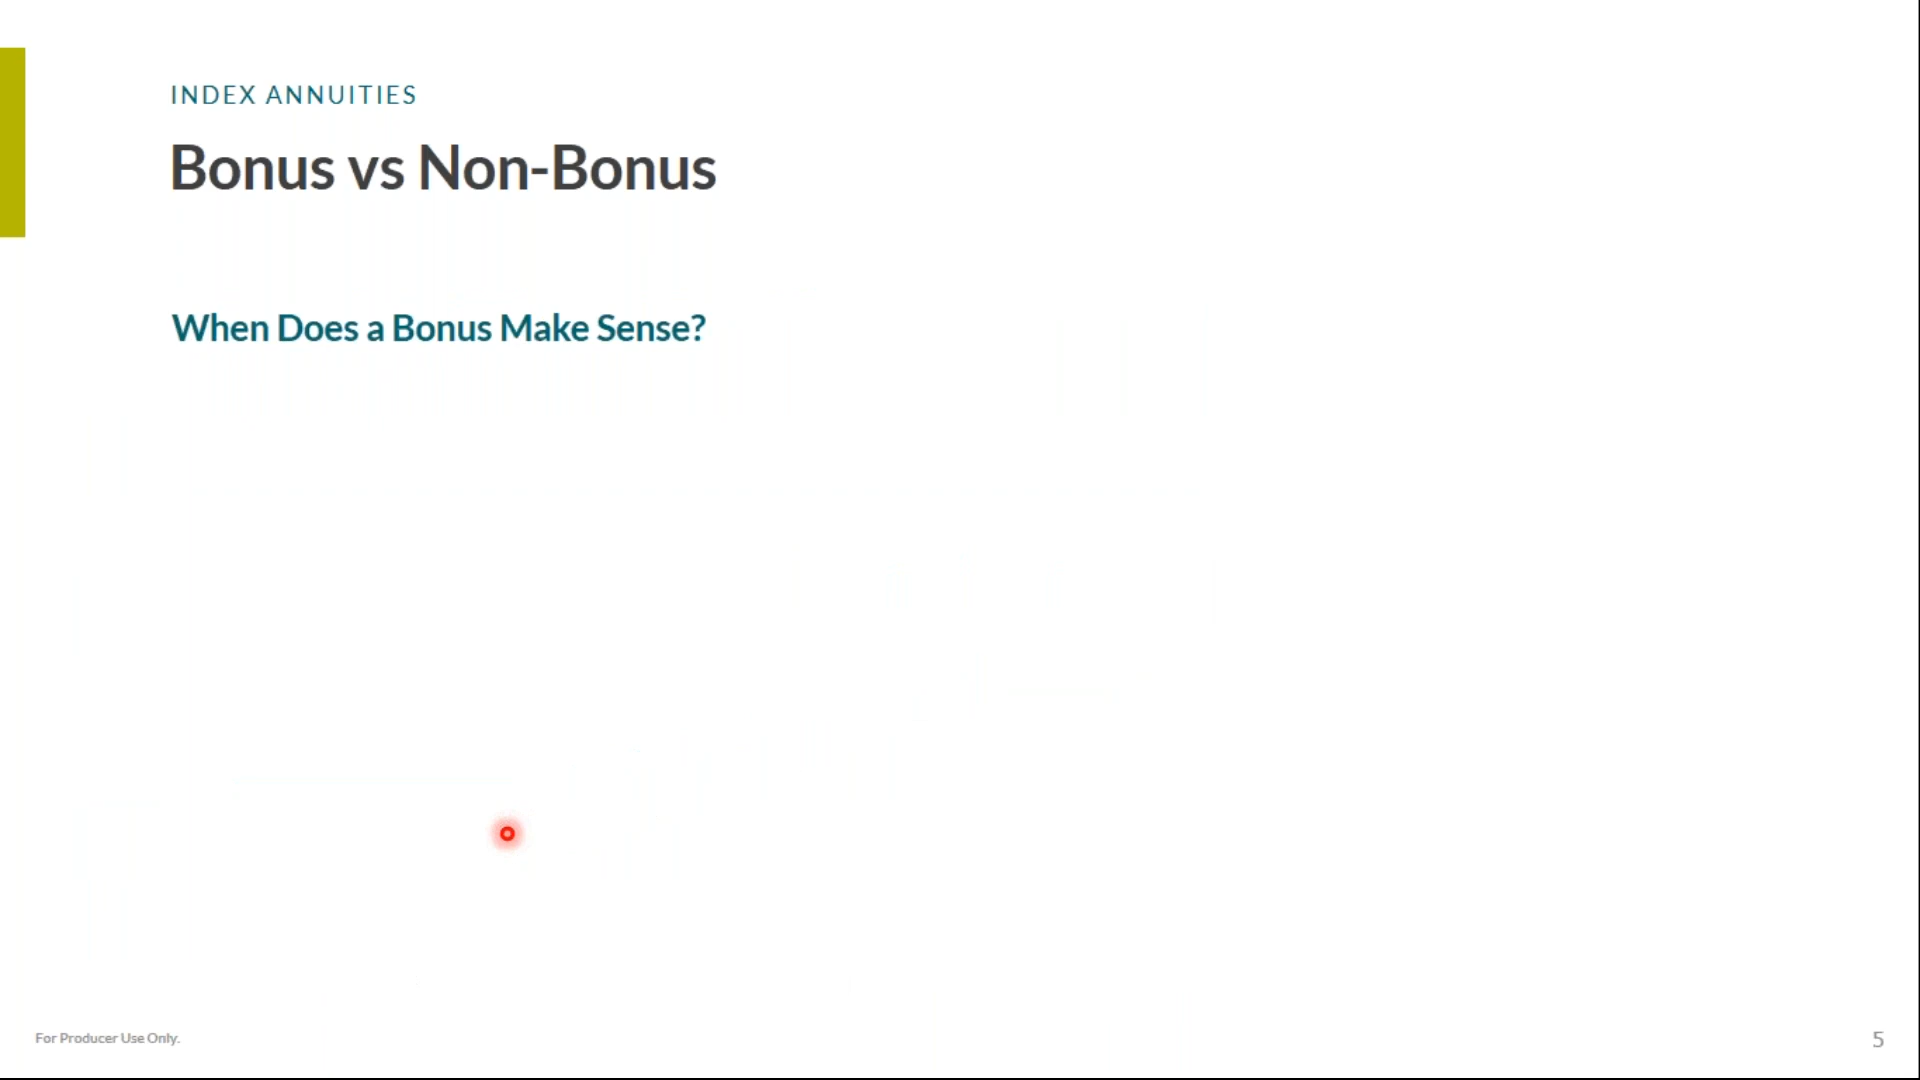 INDEX ANNUITIES
Bonus vs Non-Bonus
When Does a Bonus Make Sense?
For Producer Use Only.
5